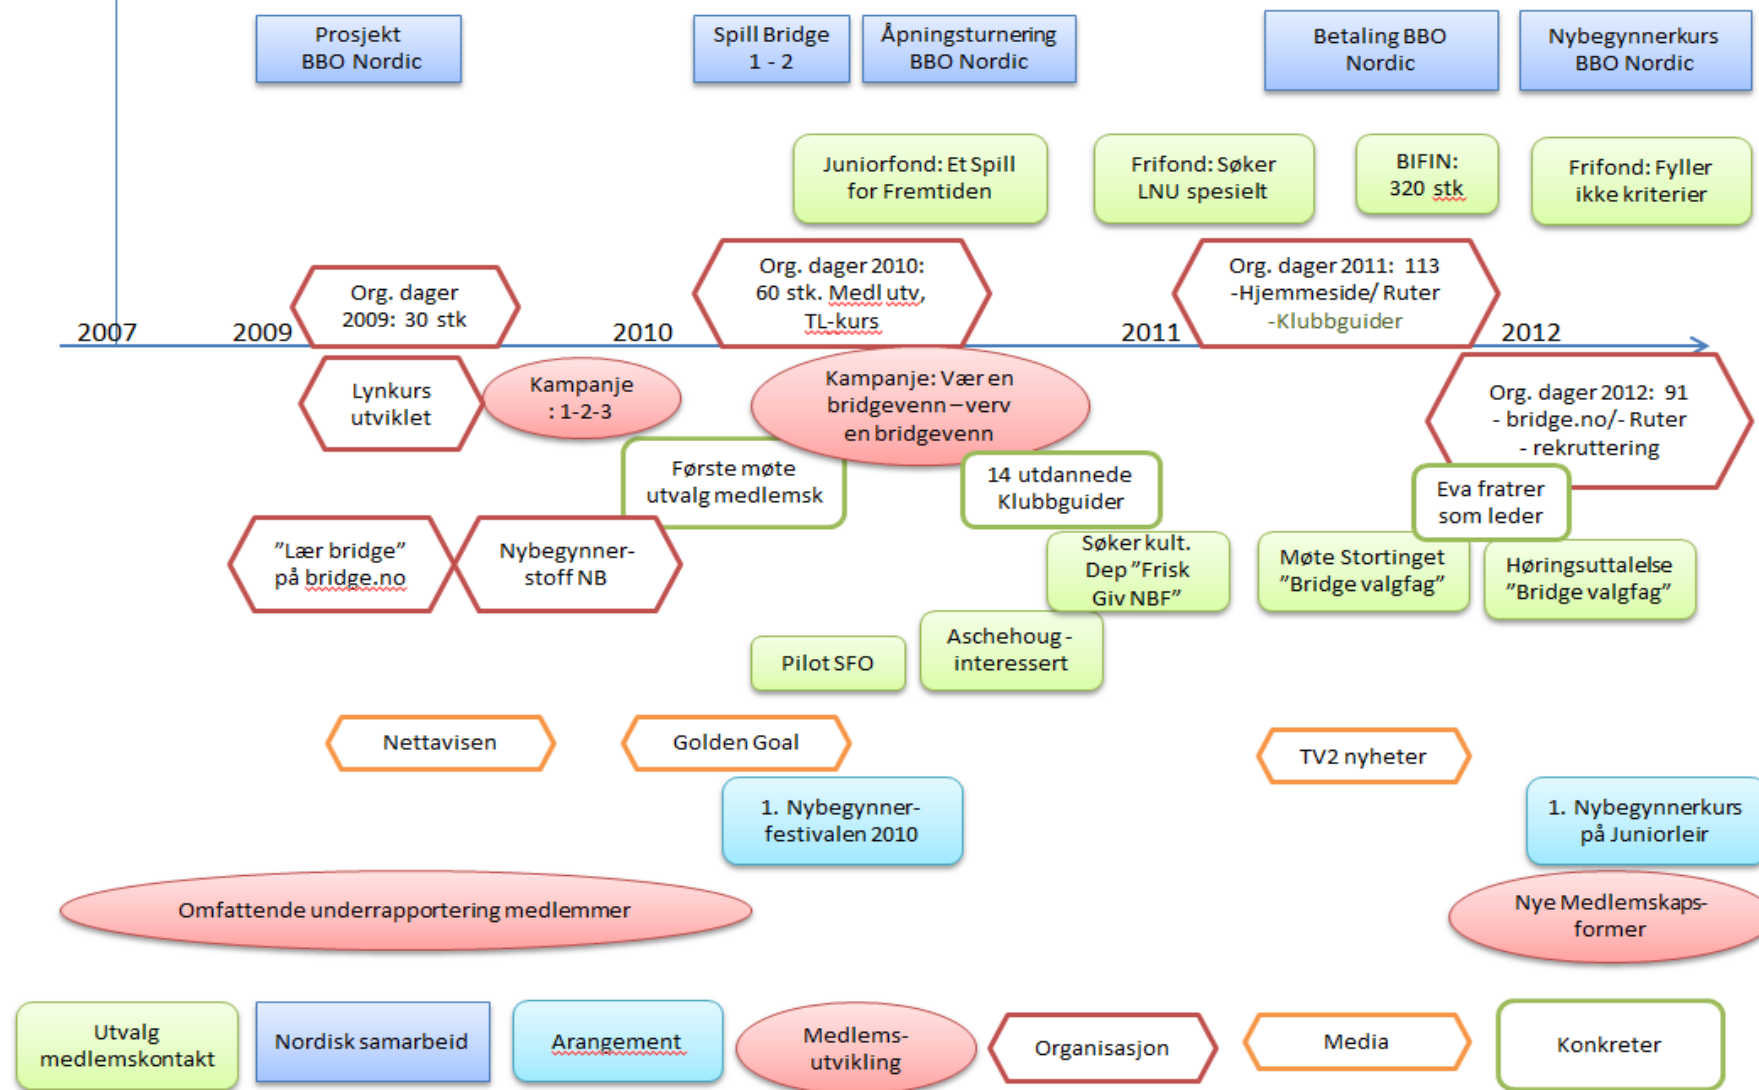 Prosjekt
BBO Nordic
Spill Bridge
1 - 2
Åpningsturnering
BBO Nordic
Betaling BBO
Nordic
Nybegynnerkurs
BBO Nordic
Juniorfond: Et Spill
for Fremtiden
Frifond: Søker
LNU spesielt
BIFIN:
320 stk
Frifond: Fyller
ikke kriterier
Org. dager
2009: 30 stk
Org. dager 2010:
60 stk. Medl utv,
TL-kurs
Org. dager 2011: 113
-Hjemmeside/ Ruter
-Klubbguider
2007
2009
2010
2011
2012
Lynkurs
utviklet
Kampanje
: 1-2-3
Kampanje: Vær en
bridgevenn – verv
en bridgevenn
Org. dager 2012: 91
- bridge.no/- Ruter
- rekruttering
Første møte
utvalg medlemsk
14 utdannede
Klubbguider
Eva fratrer
som leder
"Lær bridge"
på bridge.no
Nybegynner-
stoff NB
Søker kult.
Dep "Frisk
Giv NBF"
Møte Stortinget
"Bridge valgfag"
Høringsuttalelse
"Bridge valgfag"
Pilot SFO
Aschehoug -
interessert
Nettavisen
Golden Goal
TV2 nyheter
1. Nybegynner-
festivalen 2010
1. Nybegynnerkurs
på Juniorleir
Omfattende underrapportering medlemmer
Nye Medlemskaps-
former
Utvalg
medlemskontakt
Nordisk samarbeid
Arangement
Medlems-
utvikling
Organisasjon
Media
Konkreter